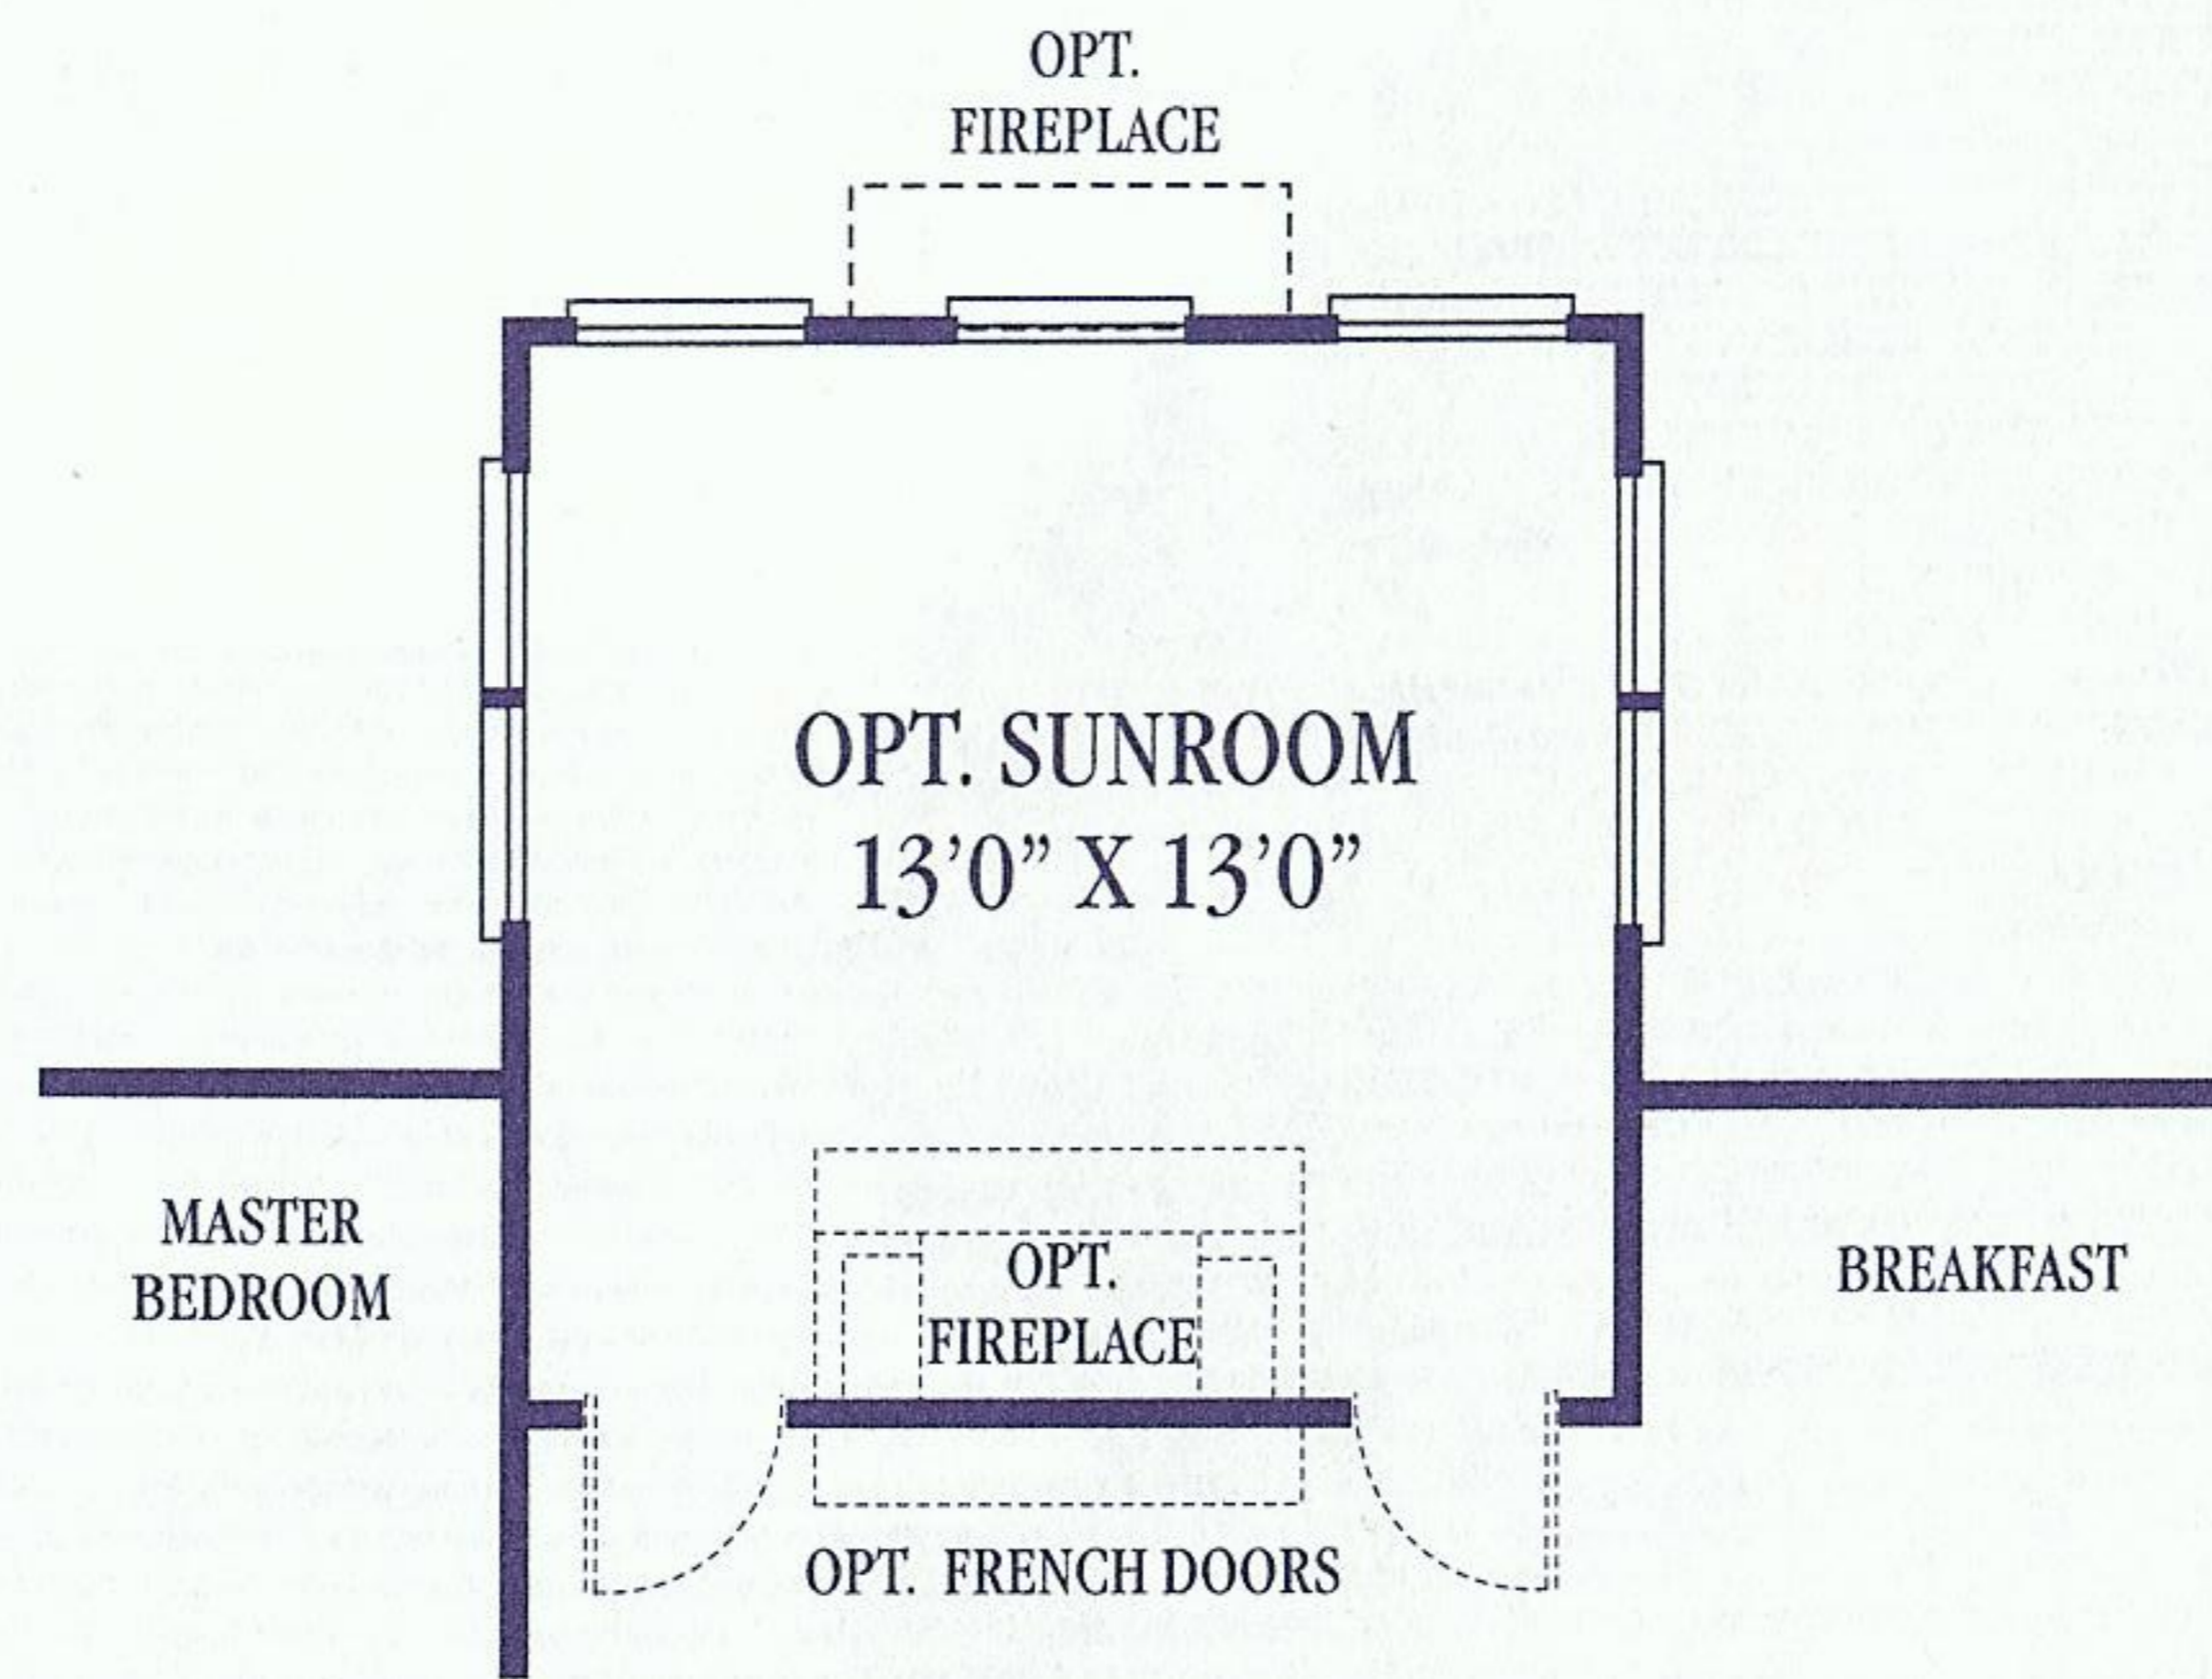 OPT.
FIREPLACE
OPT. SUNROOM
13’0” X 13’0”
MASTER
BEDROOM
OPT.
FIREPLACE
BREAKFAST
OPT. FRENCH DOORS